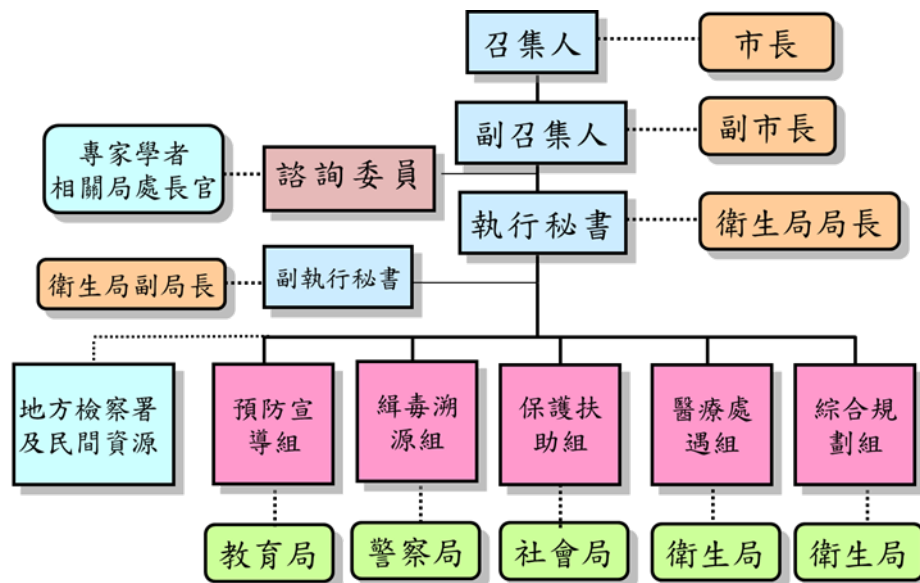 召集人
市長
副召集人
副市長
專家學者
相關局處長官
諮詢委員
執行秘書
衛生局局長
衛生局副局長
副執行秘書
地方檢察署
及民間資源
預防宣
導組
緝毒溯
源組
保護扶
助組
醫療處
遇組
綜合規
劃組
教育局
警察局
社會局
衛生局
衛生局